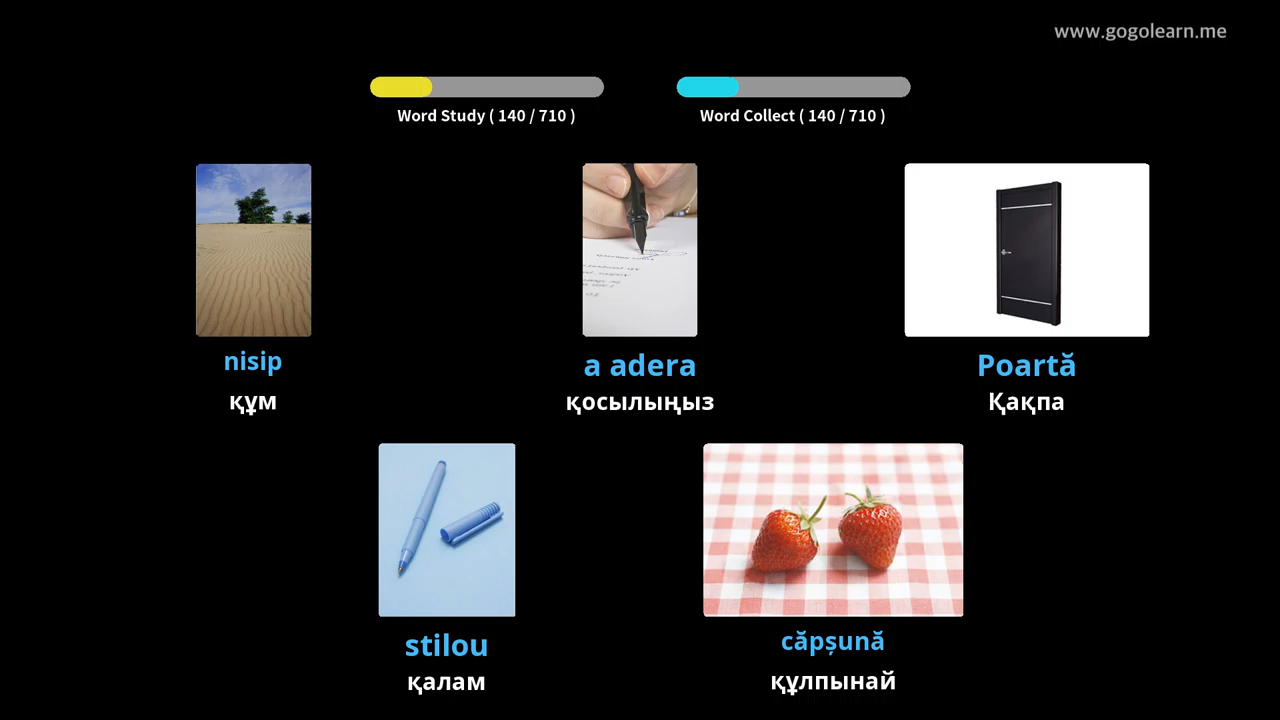 www.gogolearn.me
Word Study ( 140 / 710 )
Word Collect ( 140 / 710 )
nisip
құм
a adera
қосылыңыз
Poartă
Қақпа
stilou
қалам
căpșună
құлпынай